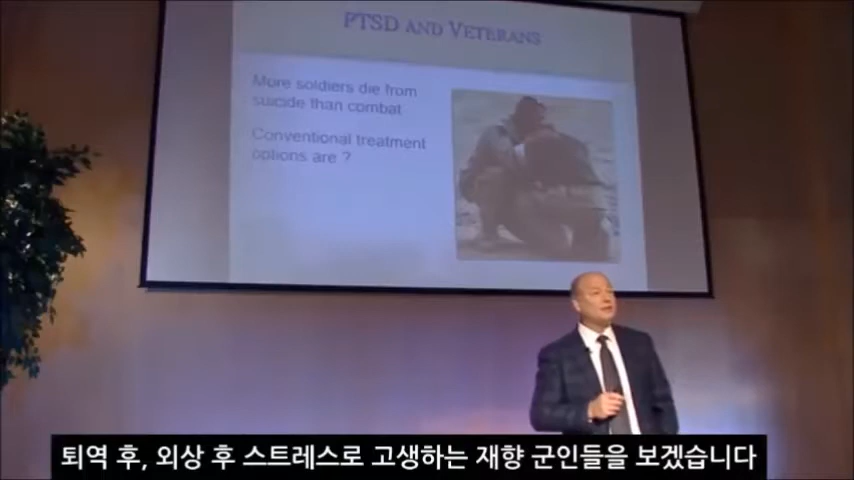 PTSD AND VETERANS
More soldiers die from
suicide than combat
Conventional treatment
options are ?
퇴역 후, 외상 후 스트레스로 고생하는 재향 군인들을 보겠습니다